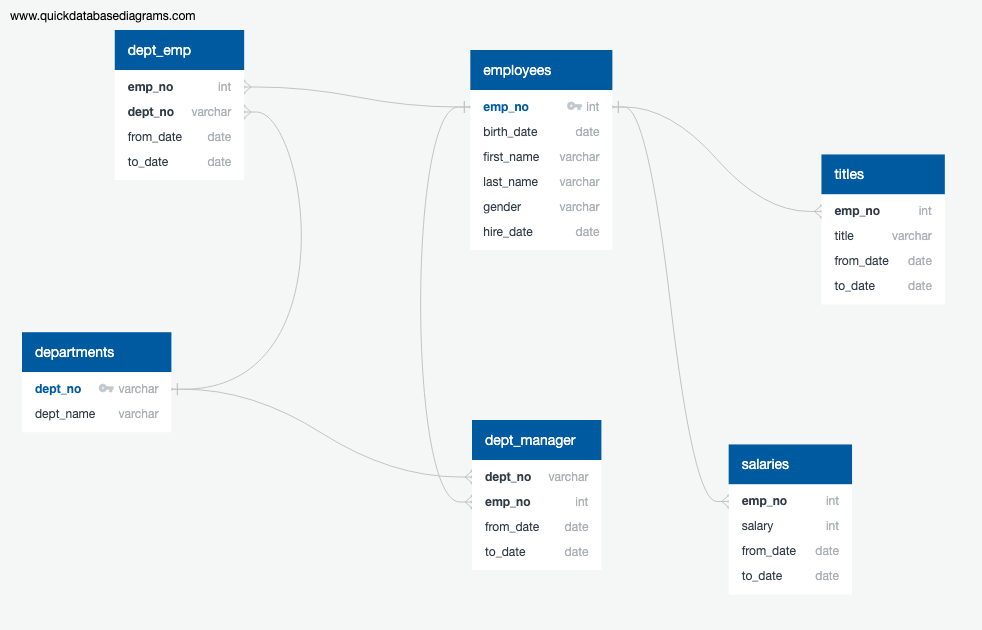 www.quickdatabasediagrams.com
dept_emp
emp_no int
dept_no varchar
from_date date
to_date date
employees
emp_no int
birth_date date
first_name varchar
last_name varchar
gender varchar
hire_date date
titles
emp_no int
title varchar
from_date date
to_date date
departments
dept_no varchar
dept_name varchar
dept_manager
dept_no varchar
emp_no int
from_date date
to_date date
salaries
emp_no int
salary int
from_date date
to_date date